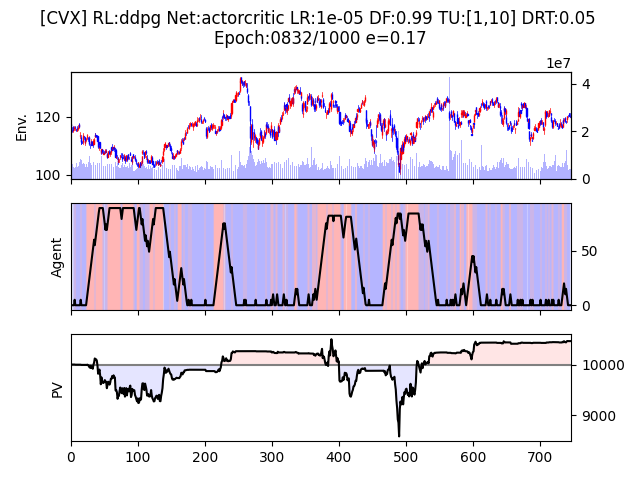 [CVX] RL:ddpg Net:actorcritic LR:1e-05 DF:0.99 TU:[1,10] DRT:0.05
Epoch:0832/1000 e=0.17
1e7
Env.
120
100
4
2
0
Agent
50
0
PV
10000
9000
0
100
200
300
400
500
600
700